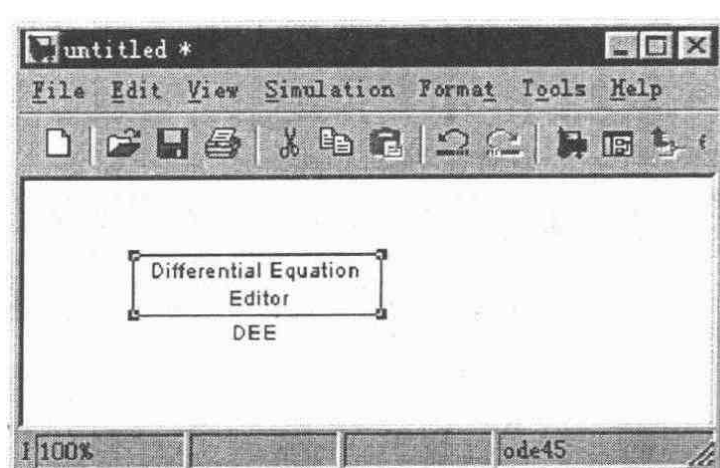 untitled *
File Edit View Simulation Format Tools Help
Differential Equation
Editor
DEE
100%
ode45